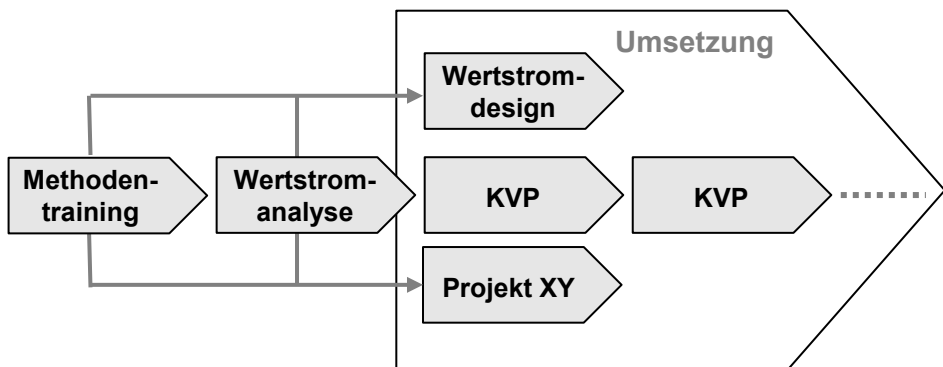 Umsetzung
Wertstrom-
design
Methoden-
training
Wertstrom-
analyse
KVP
KVP
Projekt XY